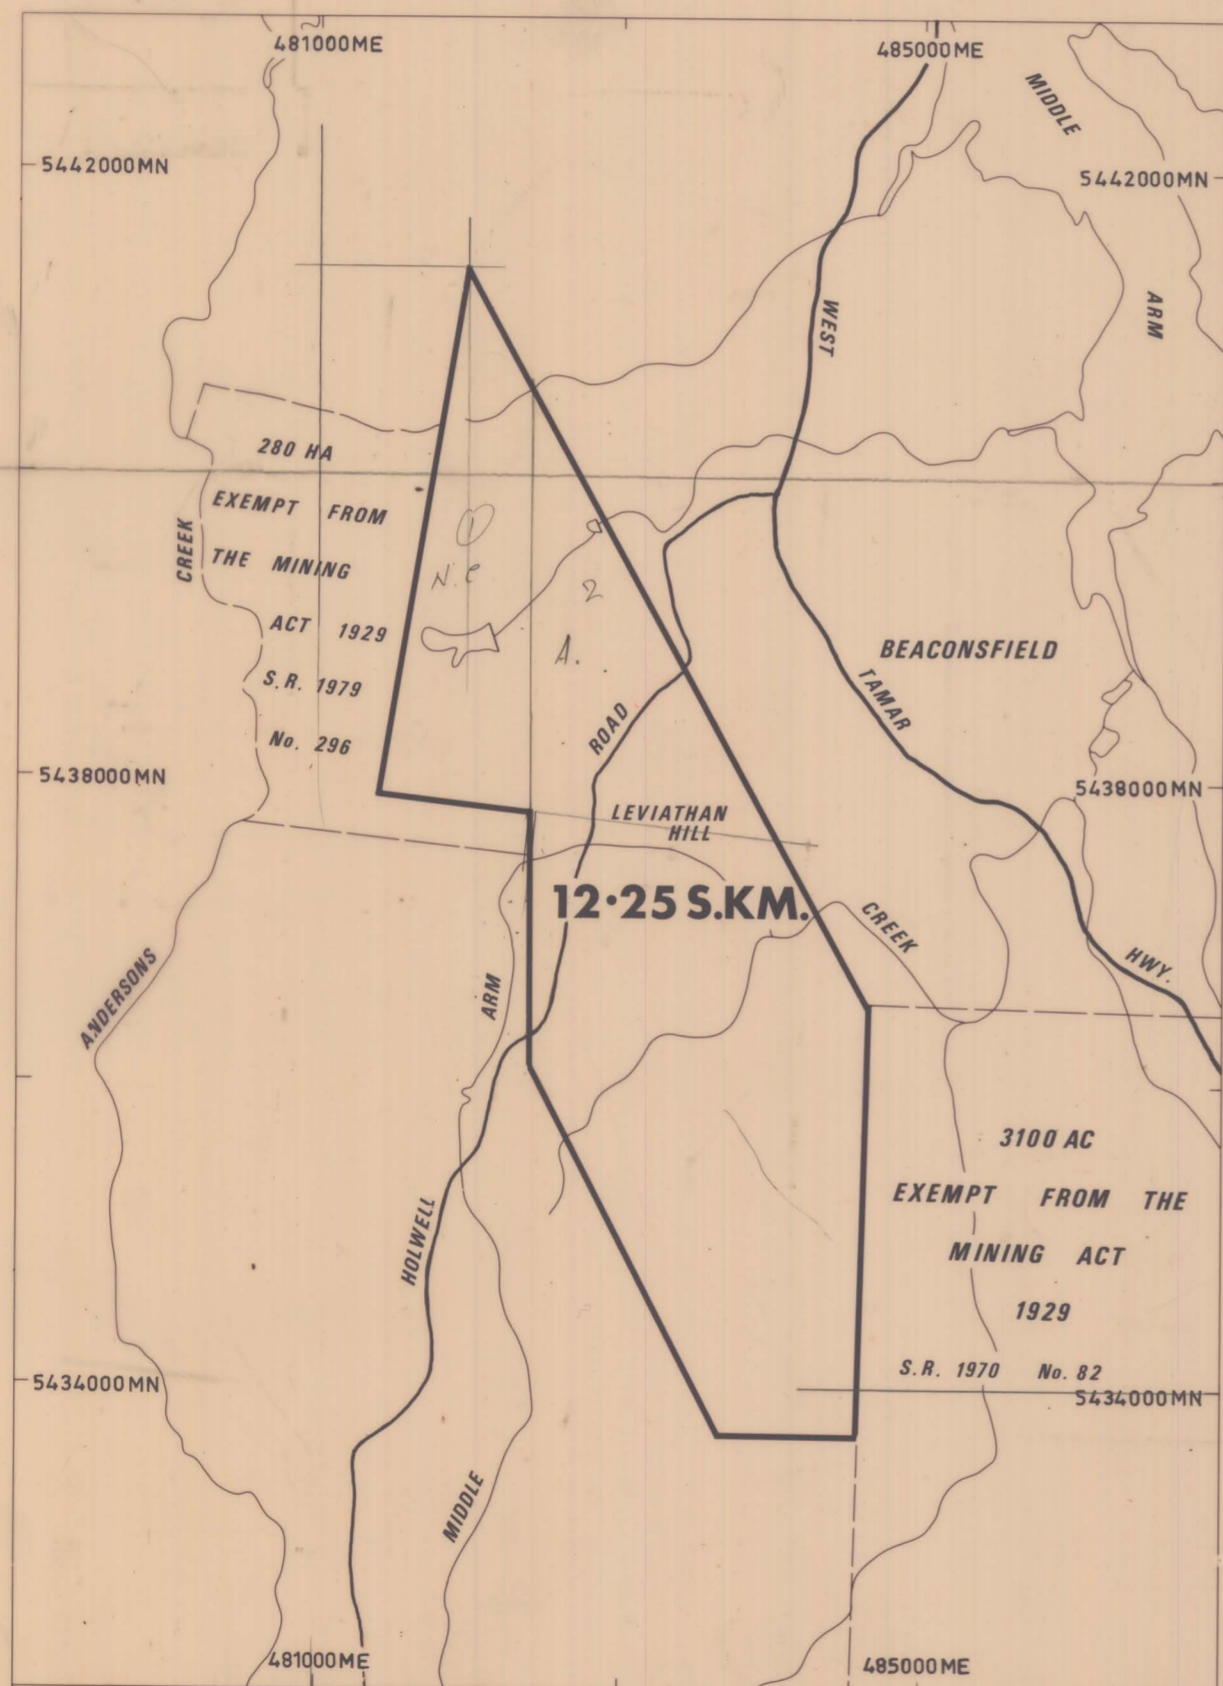 481000ME
485000ME
MIDDLE
ARM
5442000MN
5442000MN
WEST
280 HA
EXEMPT FROM
THE MINING
ACT 1929
S.R. 1979
No. 296
CREEK
1
N.C
2
A.
BEACONSFIELD
TAMAR
ROAD
5438000MN
5438000MN
LEVIATHAN
HILL
12·25 S.KM.
CREEK
HWY.
ANDERSONS
ARM
3100 AC
EXEMPT FROM THE
MINING ACT
1929
S.R. 1970 No. 82
HOLWELL
5434000MN
5434000MN
MIDDLE
481000ME
485000ME